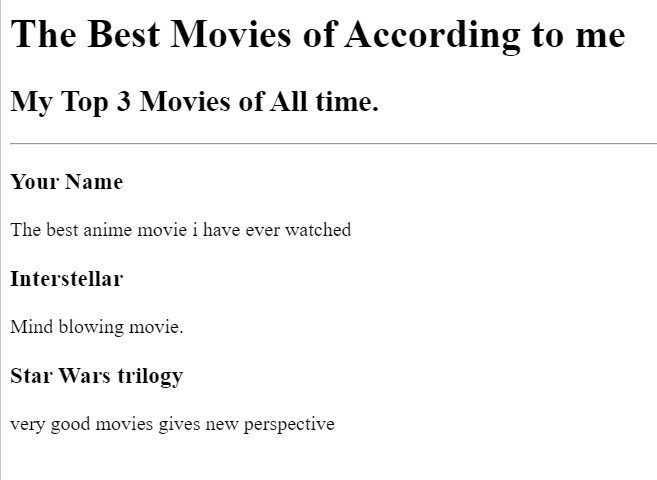 The Best Movies of According to me
My Top 3 Movies of All time.
Your Name
The best anime movie i have ever watched
Interstellar
Mind blowing movie.
Star Wars trilogy
very good movies gives new perspective